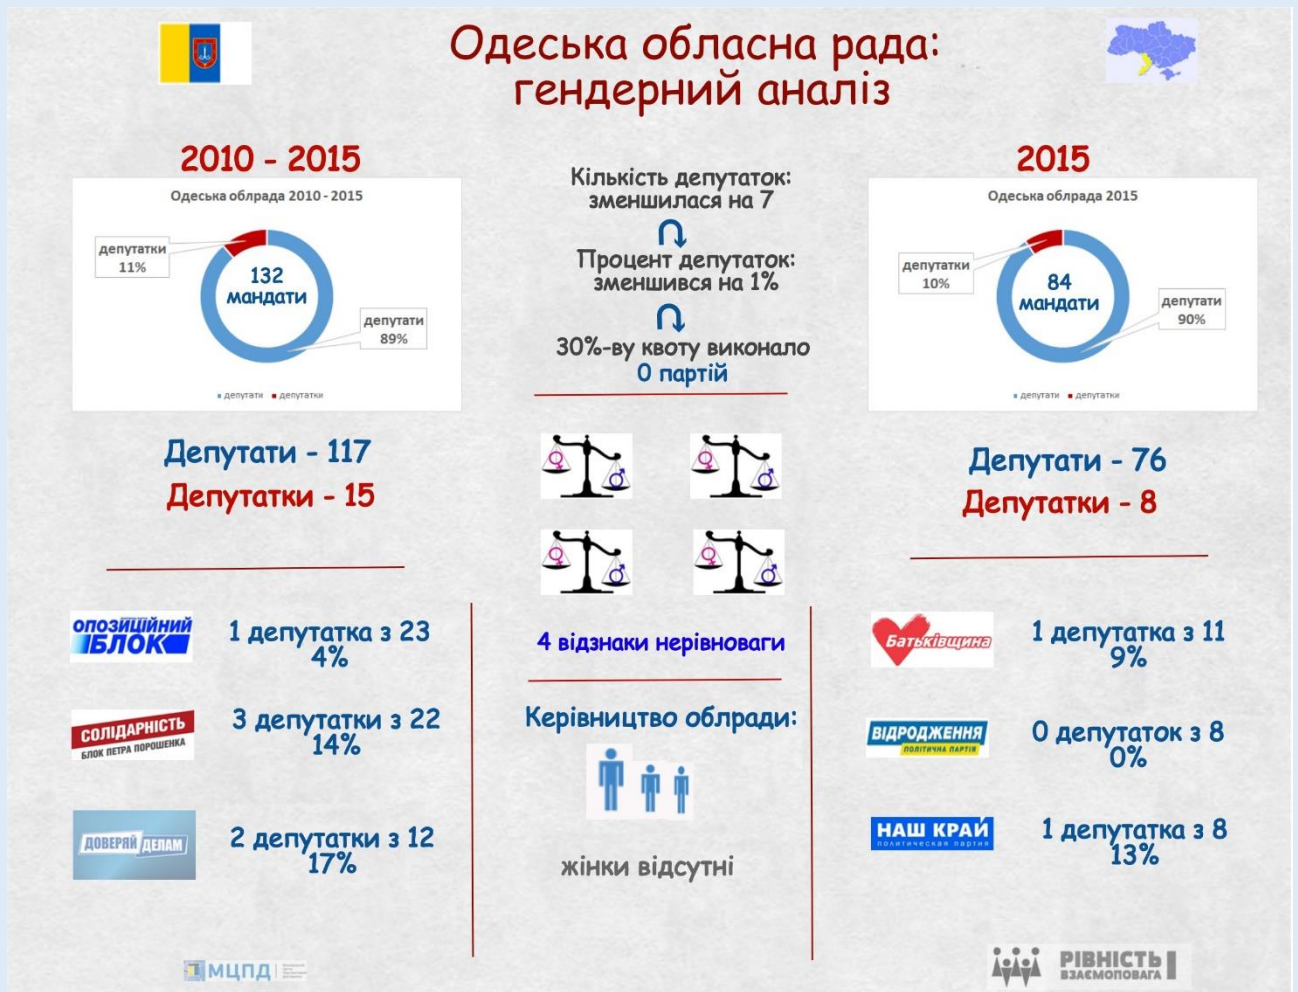 Одеська обласна рада:
гендерний аналіз
2010 - 2015
Одеська облрада 2010 - 2015
депутатки
11%
132
мандати
депутати
89%
депутати депутатки
Депутати - 117
Депутатки - 15
Кількість депутаток:
зменшилася на 7
Процент депутаток:
зменшився на 1%
30%-ву квоту виконало
0 партій
2015
Одеська облрада 2015
депутатки
10%
84
мандати
депутати
90%
депутати депутатки
Депутати - 76
Депутатки - 8
4 відзнаки нерівноваги
Керівництво облради:
жінки відсутні
ОПОЗИЦІЙНИЙ
БЛОК
1 депутатка з 23
4%
СОЛІДАРНІСТЬ
БЛОК ПЕТРА ПОРОШЕНКА
3 депутатки з 22
14%
ДОВЕРЯЙ ДЕЛАМ
2 депутатки з 12
17%
Батьківщина
1 депутатка з 11
9%
ВІДРОДЖЕННЯ
ПОЛІТИЧНА ПАРТІЯ
0 депутаток з 8
0%
НАШ КРАЙ
политическая партия
1 депутатка з 8
13%
МЦПД
РІВНІСТЬ
ВЗАЄМОПОВАГА